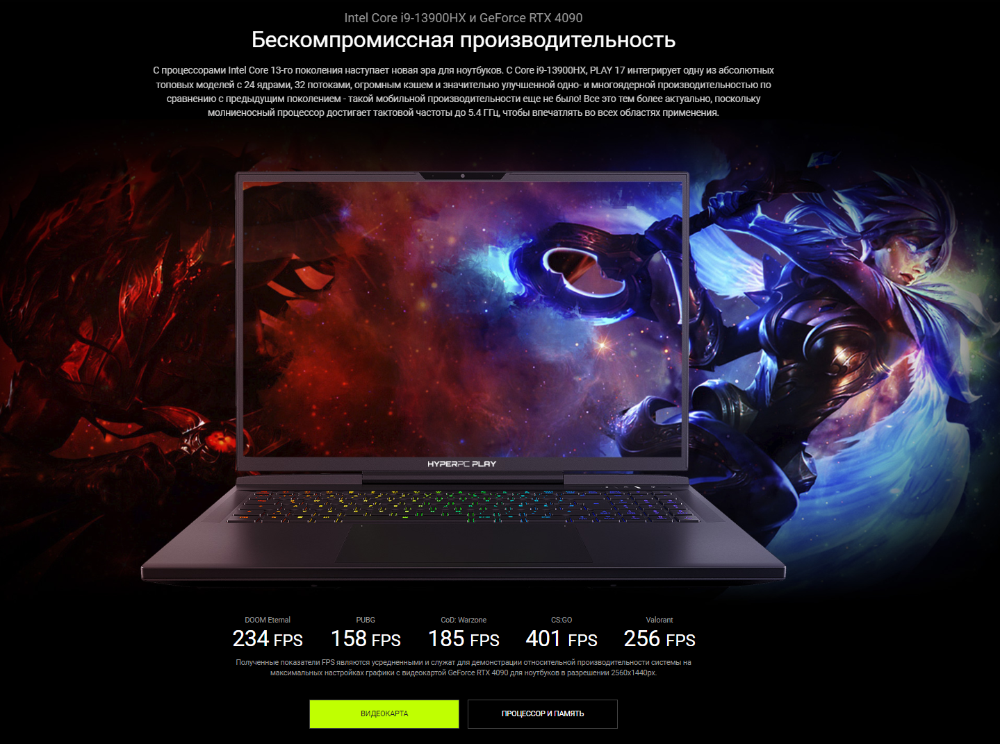 Intel Core i9-13900HX и GeForce RTX 4090
Бескомпромиссная производительность
С процессорами Intel Core 13-го поколения наступает новая эра для ноутбуков. С Core i9-13900HX, PLAY 17 интегрирует одну из абсолютных
топовых моделей с 24 ядрами, 32 потоками, огромным кэшем и значительно улучшенной одно- и многоядерной производительностью по
сравнению с предыдущим поколением - такой мобильной производительности еще не было! Все это тем более актуально, поскольку
молниеносный процессор достигает тактовой частоты до 5.4 ГГц, чтобы впечатлять во всех областях применения.
HYPERPC PLAY
DOOM Eternal PUBG CoD: Warzone CS:GO Valorant
234 FPS 158 FPS 185 FPS 401 FPS 256 FPS
Полученные показатели FPS являются усредненными и служат для демонстрации относительной производительности системы на
максимальных настройках графики с видеокартой GeForce RTX 4090 для ноутбуков в разрешении 2560x1440px.
ВИДЕОКАРТА ПРОЦЕССОР И ПАМЯТЬ